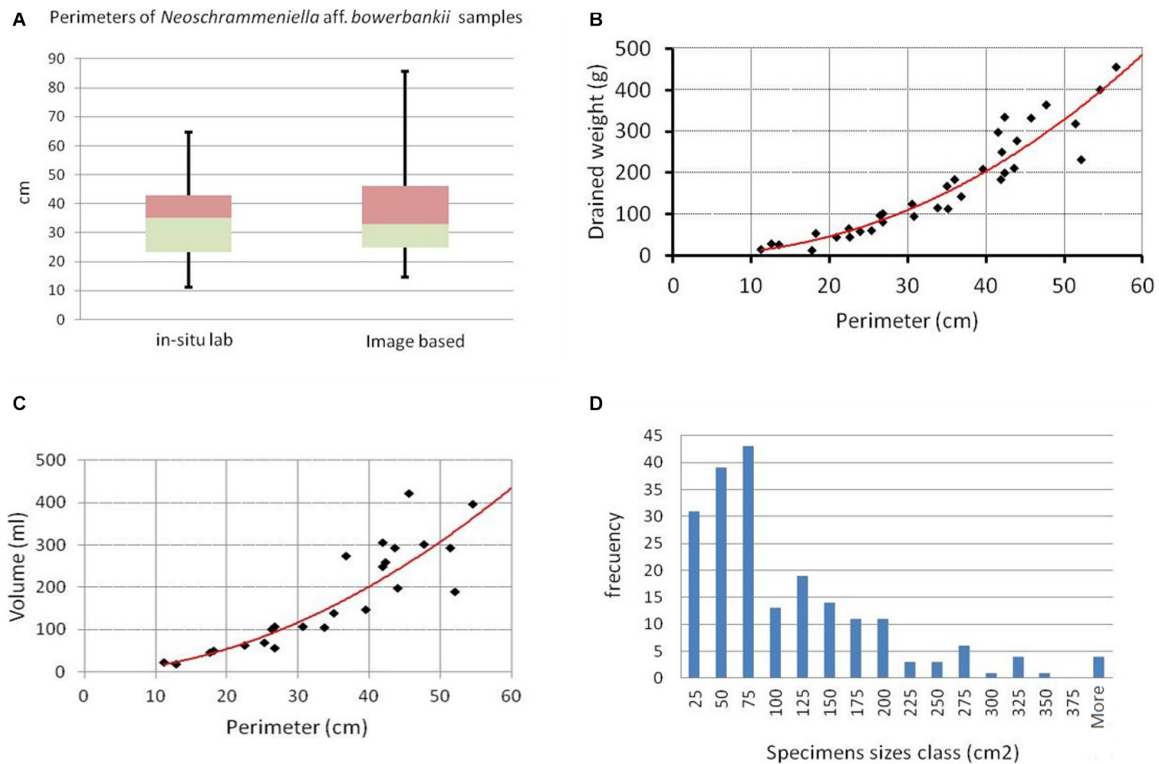 A
Perimeters of Neoschrammeniella aff. bowerbankii samples
90
80
70
60
50
40
30
20
10
0
cm
in-situ lab
Image based
B
500
400
300
200
100
0
Drained weight (g)
0 10 20 30 40 50 60
Perimeter (cm)
C
500
400
300
200
100
0
Volume (ml)
0 10 20 30 40 50 60
Perimeter (cm)
D
45
40
35
30
25
20
15
10
5
0
frecuency
25 50 75 100 125 150 175 200 225 250 275 300 325 350 375 More
Specimens sizes class (cm2)